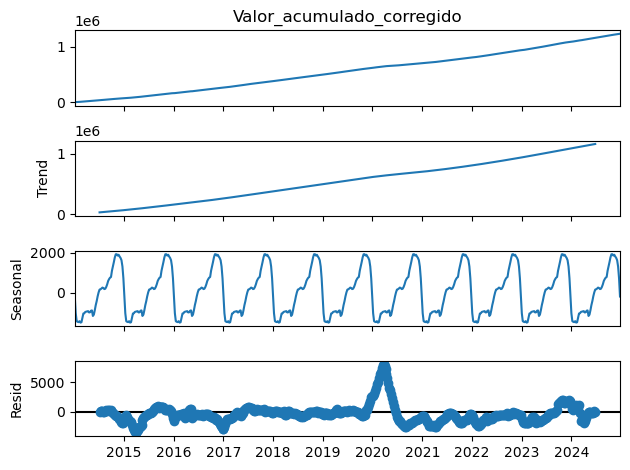 Valor_acumulado_corregido
1e6
1
0
1e6
Trend
1
0
Seasonal
2000
0
Resid
5000
0
2015 2016 2017 2018 2019 2020 2021 2022 2023 2024